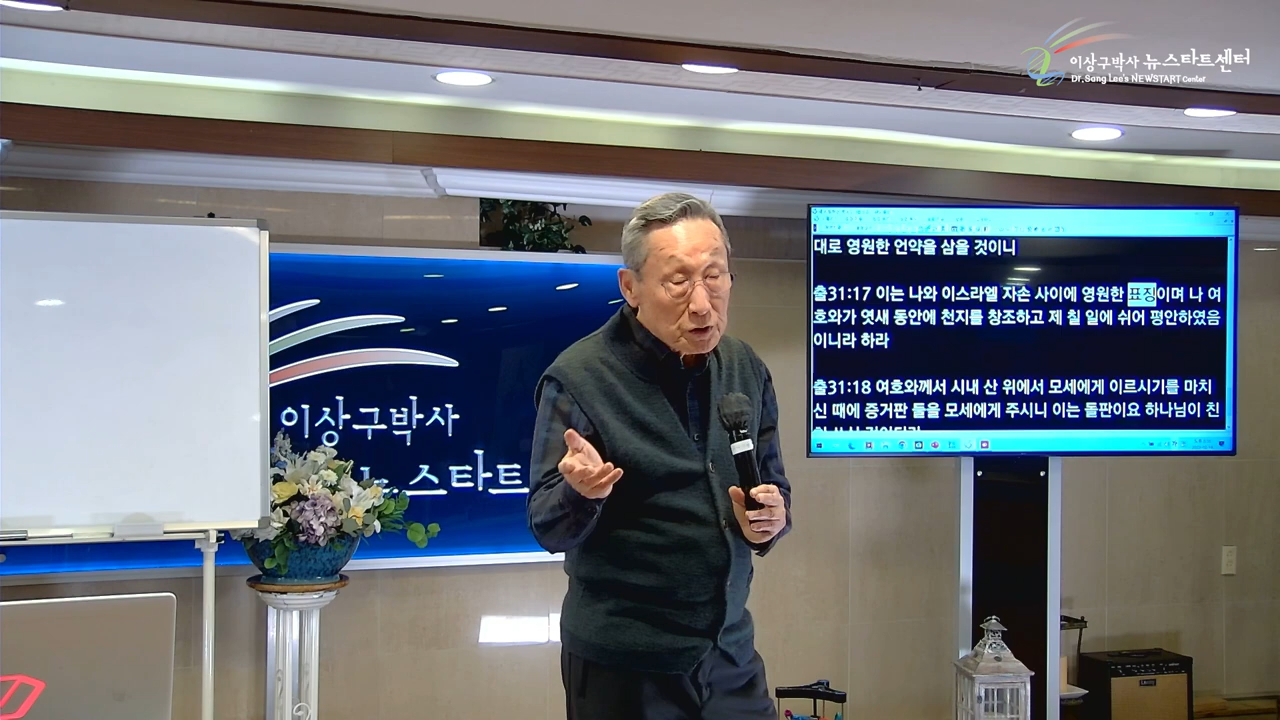 이상구박사 뉴스타트센터
Dr. Sang Lee's NEWSTART Center
대로 영원한 언약을 삼을 것이니
출31:17 이는 나와 이스라엘 자손 사이에 영원한 표징이며 나 여
호와가 엿새 동안에 천지를 창조하고 제 칠 일에 쉬어 평안하였음
이니라 하라
출31:18 여호와께서 시내 산 위에서 모세에게 이르시기를 마치
신 때에 증거판 둘을 모세에게 주시니 이는 돌판이요 하나님이 친
이상구박사
뉴스타트